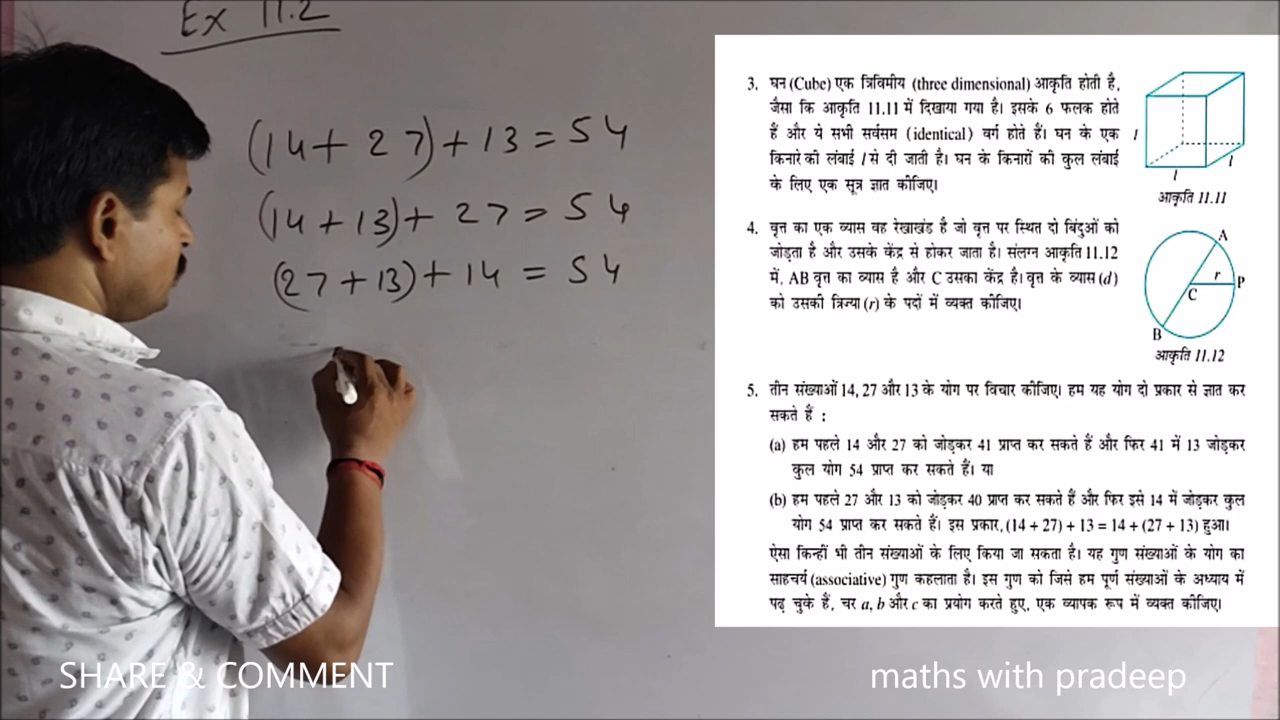 Ex 11.2
(14 + 27) + 13 = 54
(14 + 13) + 27 = 54
(27 + 13) + 14 = 54
3. घन (Cube) एक त्रिविमीय (three dimensional) आकृति होती है,
जैसा कि आकृति 11.11 में दिखाया गया है। इसके 6 फलक होते
हैं और ये सभी सर्वसम (identical) वर्ग होते हैं। घन के एक
किनारे की लंबाई l से दी जाती है। घन के किनारों की कुल लंबाई
के लिए एक सूत्र ज्ञात कीजिए।
l
l
l
आकृति 11.11
4. वृत्त का एक व्यास वह रेखाखंड है जो वृत्त पर स्थित दो बिंदुओं को
जोड़ता है और उसके केंद्र से होकर जाता है। संलग्न आकृति 11.12
में, AB वृत्त का व्यास है और C उसका केंद्र है। वृत्त के व्यास (d)
को उसकी त्रिज्या (r) के पदों में व्यक्त कीजिए।
A
r
P
C
B
आकृति 11.12
5. तीन संख्याओं 14, 27 और 13 के योग पर विचार कीजिए। हम यह योग दो प्रकार से ज्ञात कर
सकते हैं :
(a) हम पहले 14 और 27 को जोड़कर 41 प्राप्त कर सकते हैं और फिर 41 में 13 जोड़कर
कुल योग 54 प्राप्त कर सकते हैं। या
(b) हम पहले 27 और 13 को जोड़कर 40 प्राप्त कर सकते हैं और फिर इसे 14 में जोड़कर कुल
योग 54 प्राप्त कर सकते हैं। इस प्रकार, (14 + 27) + 13 = 14 + (27 + 13) हुआ।
ऐसा किन्हीं भी तीन संख्याओं के लिए किया जा सकता है। यह गुण संख्याओं के योग का
साहचर्य (associative) गुण कहलाता है। इस गुण को जिसे हम पूर्ण संख्याओं के अध्याय में
पढ़ चुके हैं, चर a, b और c का प्रयोग करते हुए, एक व्यापक रूप में व्यक्त कीजिए।
SHARE & COMMENT
maths with pradeep